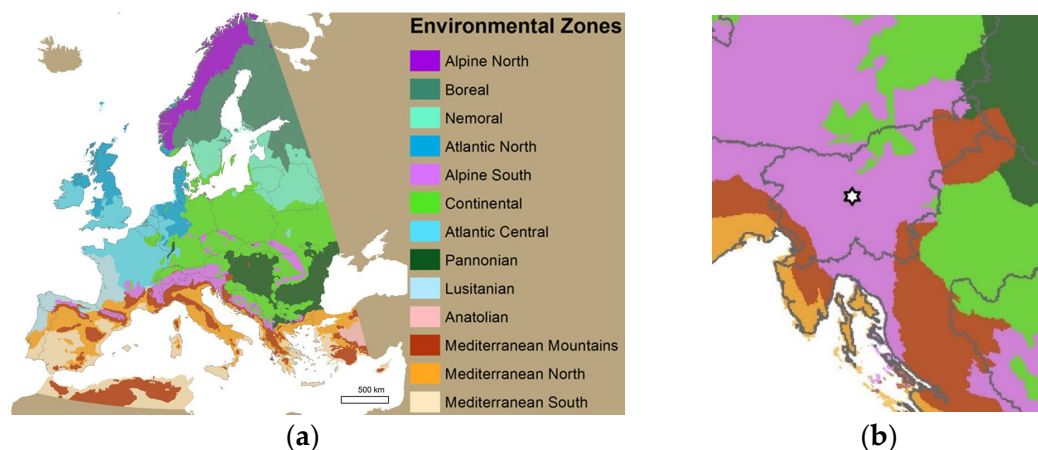 Environmental Zones
Alpine North
Boreal
Nemoral
Atlantic North
Alpine South
Continental
Atlantic Central
Pannonian
Lusitanian
Anatolian
Mediterranean Mountains
Mediterranean North
Mediterranean South
500 km
(a)
(b)